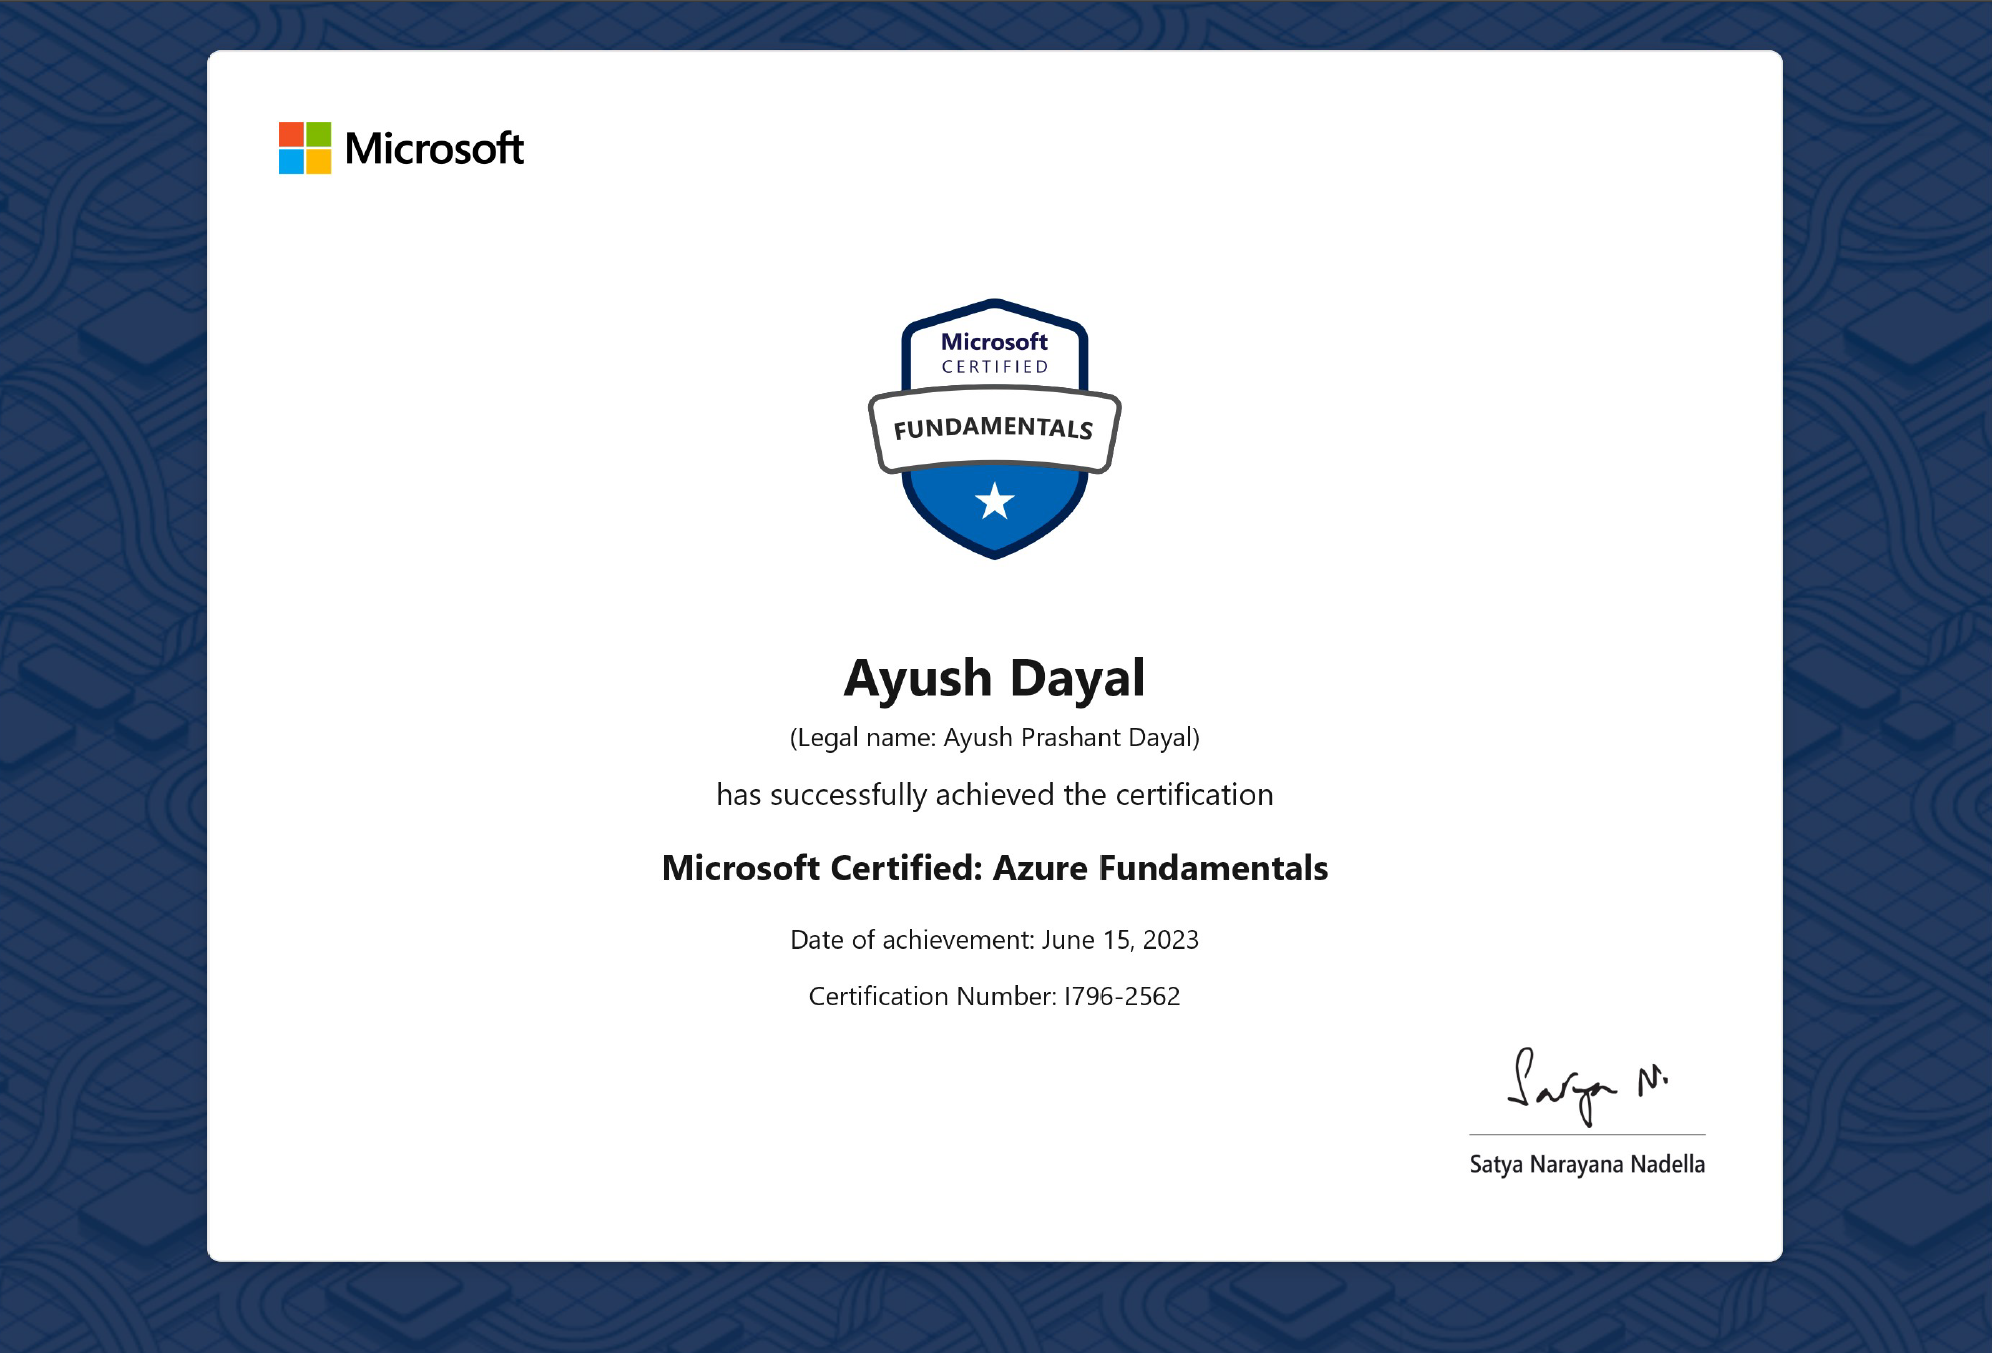 Microsoft
Microsoft
CERTIFIED
FUNDAMENTALS
Ayush Dayal
(Legal name: Ayush Prashant Dayal)
has successfully achieved the certification
Microsoft Certified: Azure Fundamentals
Date of achievement: June 15, 2023
Certification Number: I796-2562
Satya N.
Satya Narayana Nadella